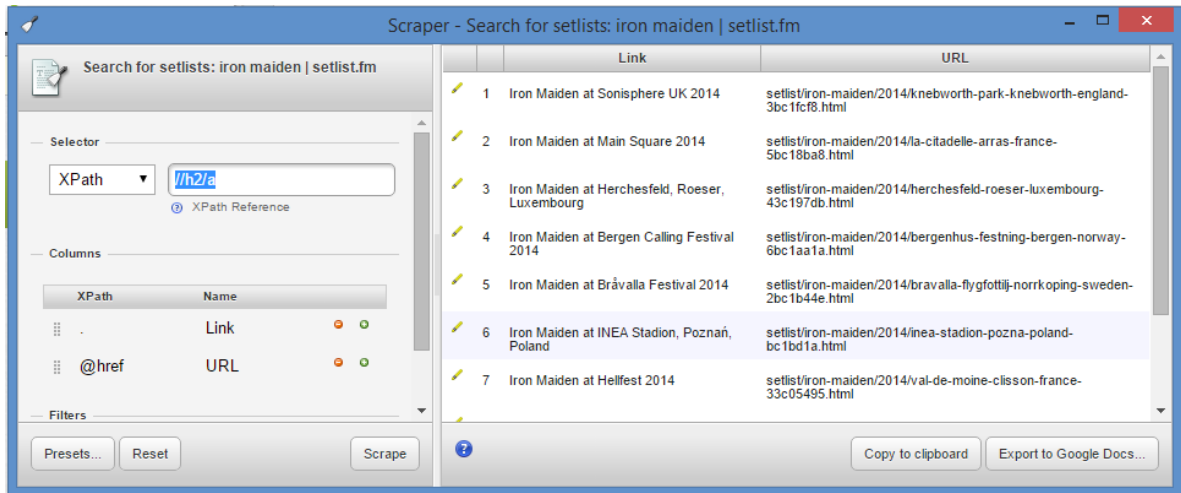 Scraper - Search for setlists: iron maiden | setlist.fm
Search for setlists: iron maiden | setlist.fm
Selector
XPath
//h2/a
XPath Reference
Columns
XPath Name
. Link
@href URL
Filters
Presets...
Reset
Scrape
Link URL
1 Iron Maiden at Sonisphere UK 2014 setlist/iron-maiden/2014/knebworth-park-knebworth-england-
3bc1fcf8.html
2 Iron Maiden at Main Square 2014 setlist/iron-maiden/2014/la-citadelle-arras-france-
5bc18ba8.html
3 Iron Maiden at Herchesfeld, Roeser, setlist/iron-maiden/2014/herchesfeld-roeser-luxembourg-
Luxembourg 43c197db.html
4 Iron Maiden at Bergen Calling Festival setlist/iron-maiden/2014/bergenhus-festning-bergen-norway-
2014 6bc1aa1a.html
5 Iron Maiden at Bråvalla Festival 2014 setlist/iron-maiden/2014/bravalla-flygfottilj-norrkoping-sweden-
2bc1b44e.html
6 Iron Maiden at INEA Stadion, Poznań, setlist/iron-maiden/2014/inea-stadion-pozna-poland-
Poland bc1bd1a.html
7 Iron Maiden at Hellfest 2014 setlist/iron-maiden/2014/val-de-moine-clisson-france-
33c05495.html
Copy to clipboard
Export to Google Docs...